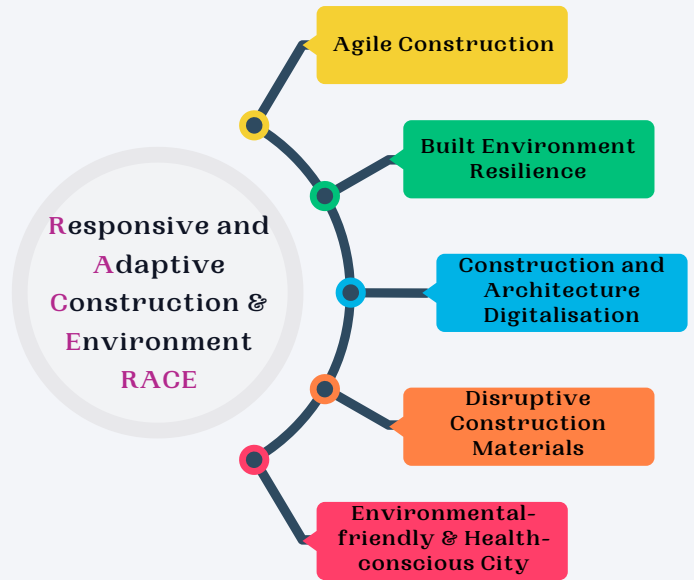 Responsive and
Adaptive
Construction &
Environment
RACE
Agile Construction
Built Environment
Resilience
Construction and
Architecture
Digitalisation
Disruptive
Construction
Materials
Environmental-
friendly & Health-
conscious City